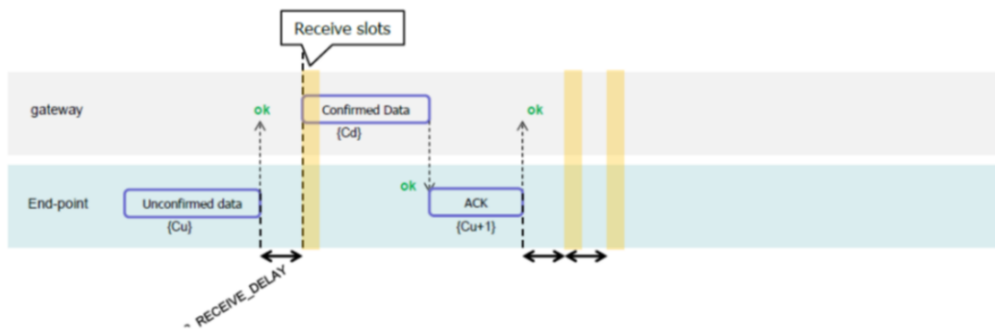 Receive slots
gateway
ok
Confirmed Data
ok
{Cd}
End-point
Unconfirmed data
ok
ACK
{Cu}
{Cu+1}
RECEIVE_DELAY